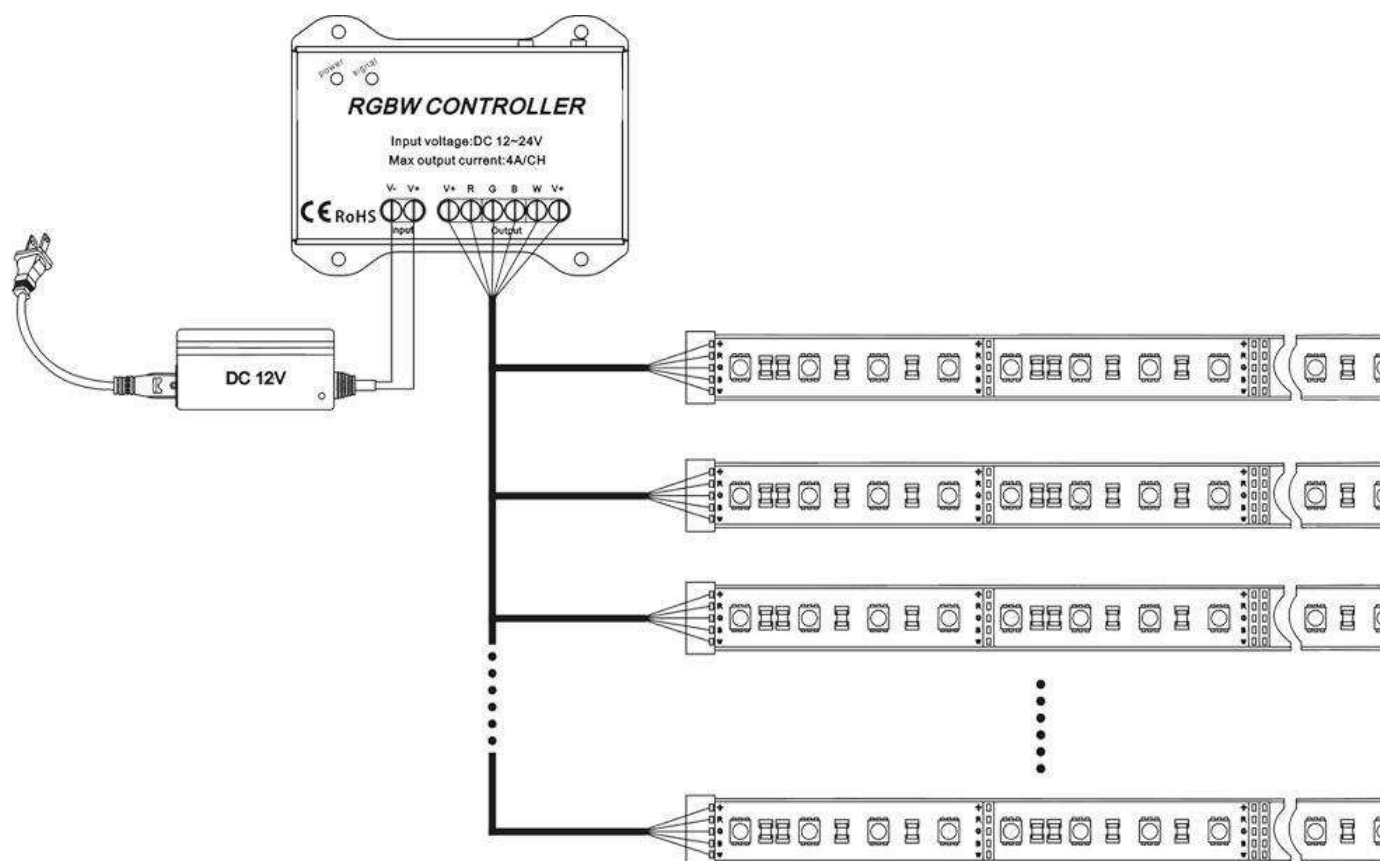 power signal
RGBW CONTROLLER
Input voltage:DC 12~24V
Max output current:4A/CH
V- V+ V+ R G B W V+
CE RoHS
Input Output
DC 12V
+ + +
R R R
G G G
B B B
W W W
+ + +
R R R
G G G
B B B
W W W
+ + +
R R R
G G G
B B B
W W W
+ + +
R R R
G G G
B B B
W W W